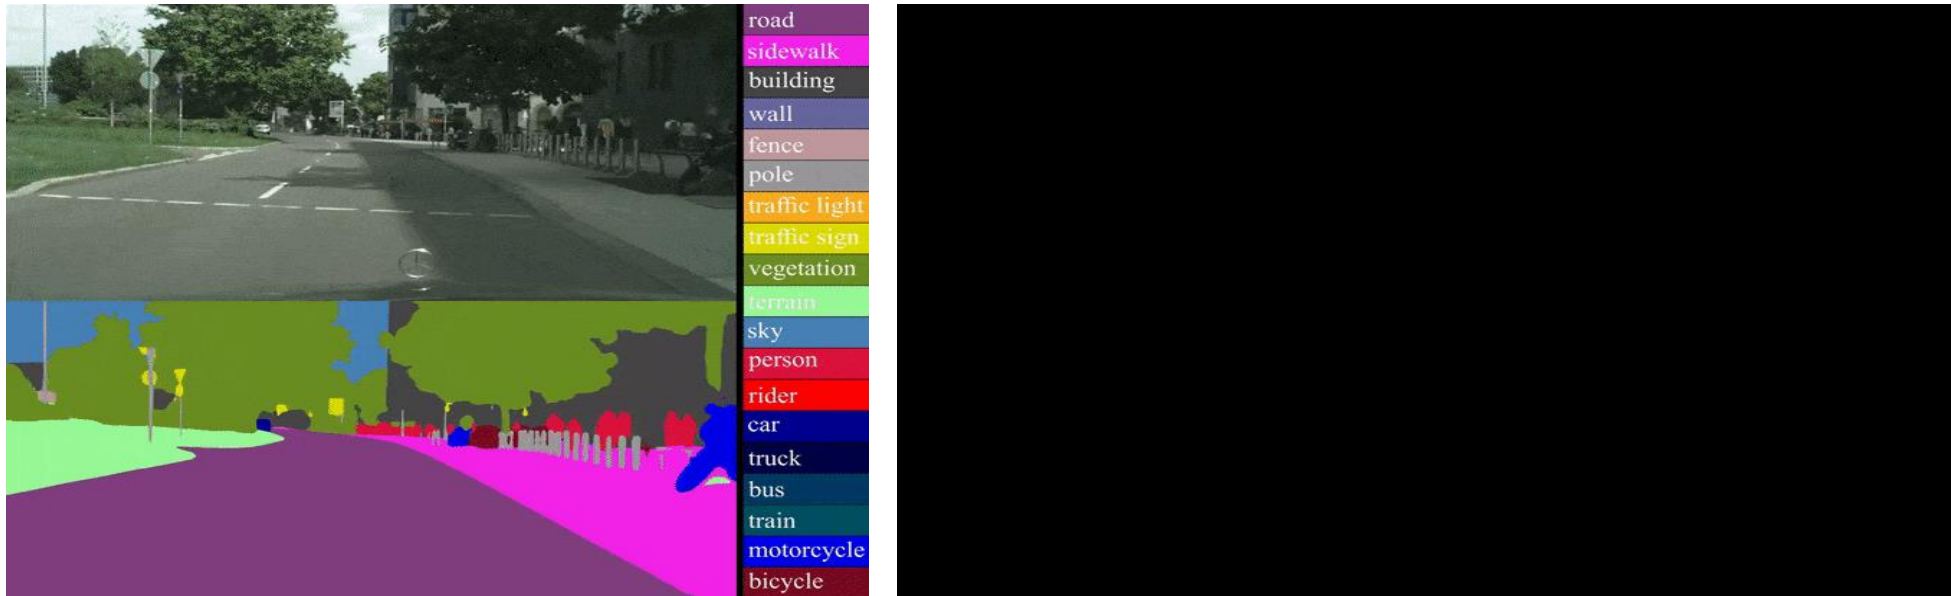 road
sidewalk
building
wall
fence
pole
traffic light
traffic sign
vegetation
terrain
sky
person
rider
car
truck
bus
train
motorcycle
bicycle